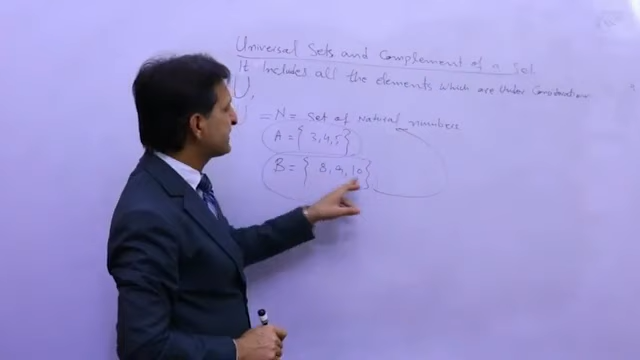 Universal Sets and Complement of a Set
It Includes all the elements which are Under Consideration
U,
= N = Set of Natural numbers
A = { 3,4,5 }
B = { 8,9,10 }